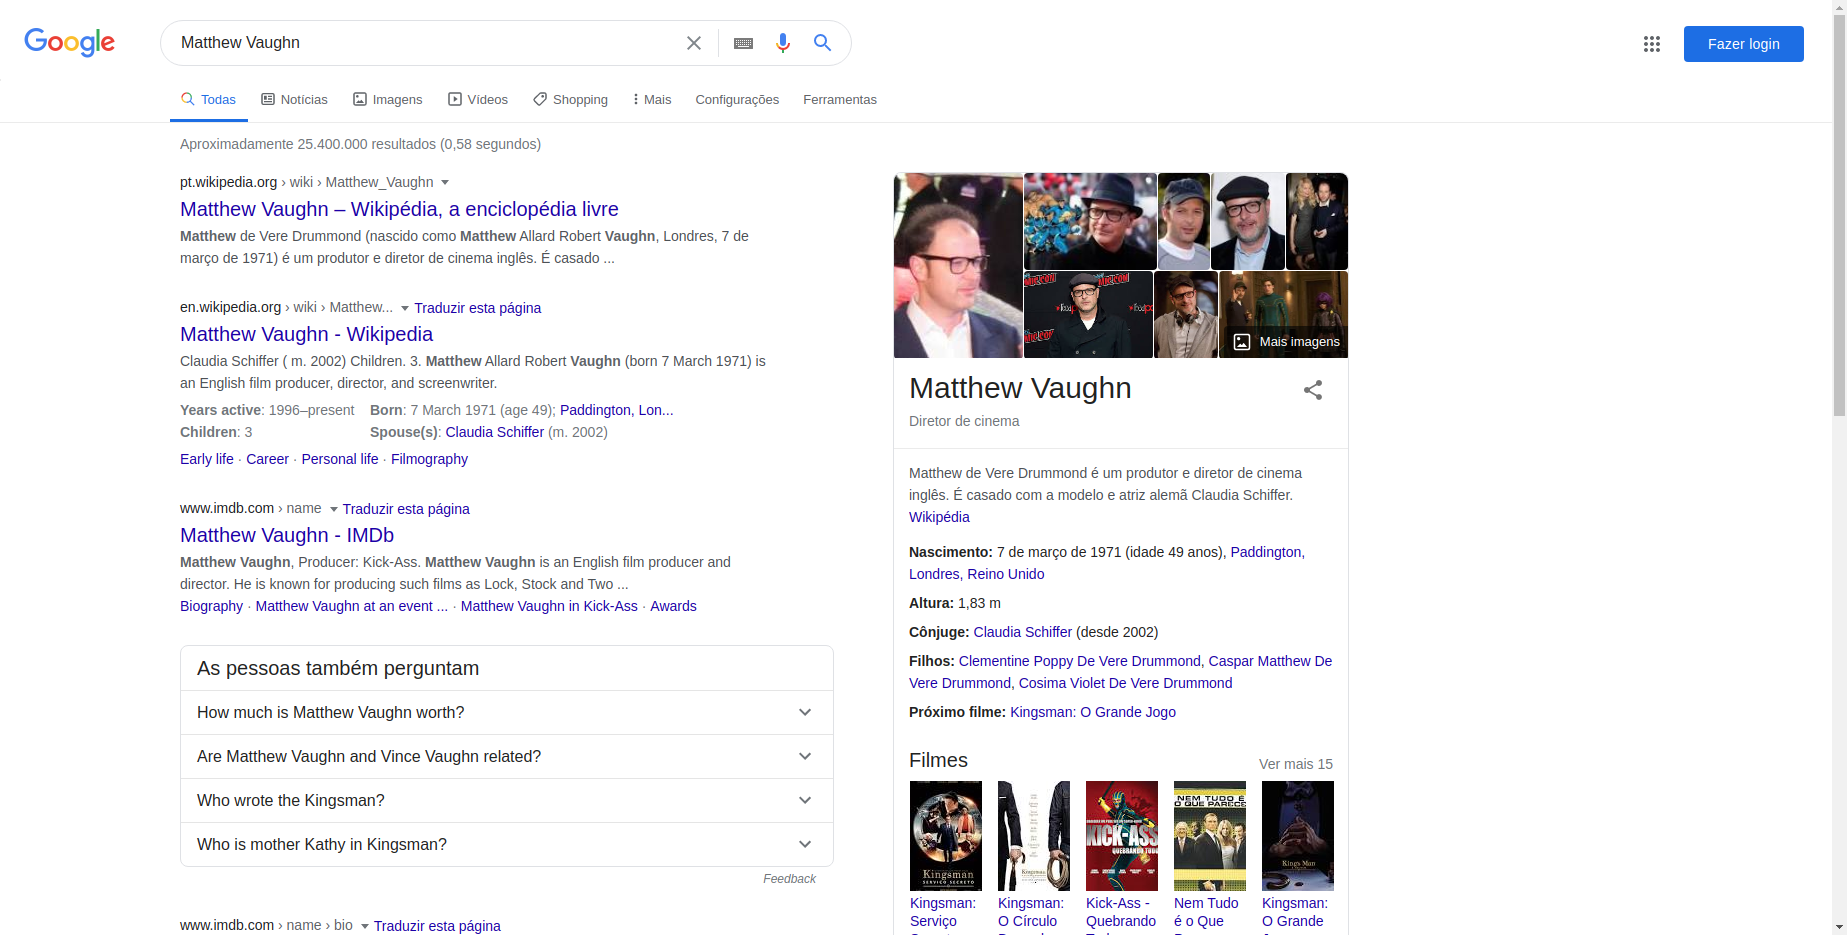 Google
Matthew Vaughn
Fazer login
Todas
Notícias
Imagens
Vídeos
Shopping
Mais
Configurações
Ferramentas
Aproximadamente 25.400.000 resultados (0,58 segundos)
pt.wikipedia.org › wiki › Matthew_Vaughn
Matthew Vaughn – Wikipédia, a enciclopédia livre
Matthew de Vere Drummond (nascido como Matthew Allard Robert Vaughn, Londres, 7 de
março de 1971) é um produtor e diretor de cinema inglês. É casado ...
en.wikipedia.org › wiki › Matthew... Traduzir esta página
Matthew Vaughn - Wikipedia
Claudia Schiffer ( m. 2002) Children. 3. Matthew Allard Robert Vaughn (born 7 March 1971) is
an English film producer, director, and screenwriter.
Years active: 1996–present Born: 7 March 1971 (age 49); Paddington, Lon...
Children: 3 Spouse(s): Claudia Schiffer (m. 2002)
Early life · Career · Personal life · Filmography
www.imdb.com › name Traduzir esta página
Matthew Vaughn - IMDb
Matthew Vaughn, Producer: Kick-Ass. Matthew Vaughn is an English film producer and
director. He is known for producing such films as Lock, Stock and Two ...
Biography · Matthew Vaughn at an event ... · Matthew Vaughn in Kick-Ass · Awards
As pessoas também perguntam
How much is Matthew Vaughn worth?
Are Matthew Vaughn and Vince Vaughn related?
Who wrote the Kingsman?
Who is mother Kathy in Kingsman?
Feedback
www.imdb.com › name › bio Traduzir esta página
Mais imagens
Matthew Vaughn
Diretor de cinema
Matthew de Vere Drummond é um produtor e diretor de cinema
inglês. É casado com a modelo e atriz alemã Claudia Schiffer.
Wikipédia
Nascimento: 7 de março de 1971 (idade 49 anos), Paddington,
Londres, Reino Unido
Altura: 1,83 m
Cônjuge: Claudia Schiffer (desde 2002)
Filhos: Clementine Poppy De Vere Drummond, Caspar Matthew De
Vere Drummond, Cosima Violet De Vere Drummond
Próximo filme: Kingsman: O Grande Jogo
Filmes
Ver mais 15
Kingsman
SERVIÇO SECRETO
Kingsman
KICK-ASS
QUEBRANDO TUDO
NEM TUDO É
O QUE PARECE
King's Man
Kingsman:
Serviço
Kingsman:
O Círculo
Kick-Ass -
Quebrando
Nem Tudo
é o Que
Kingsman:
O Grande